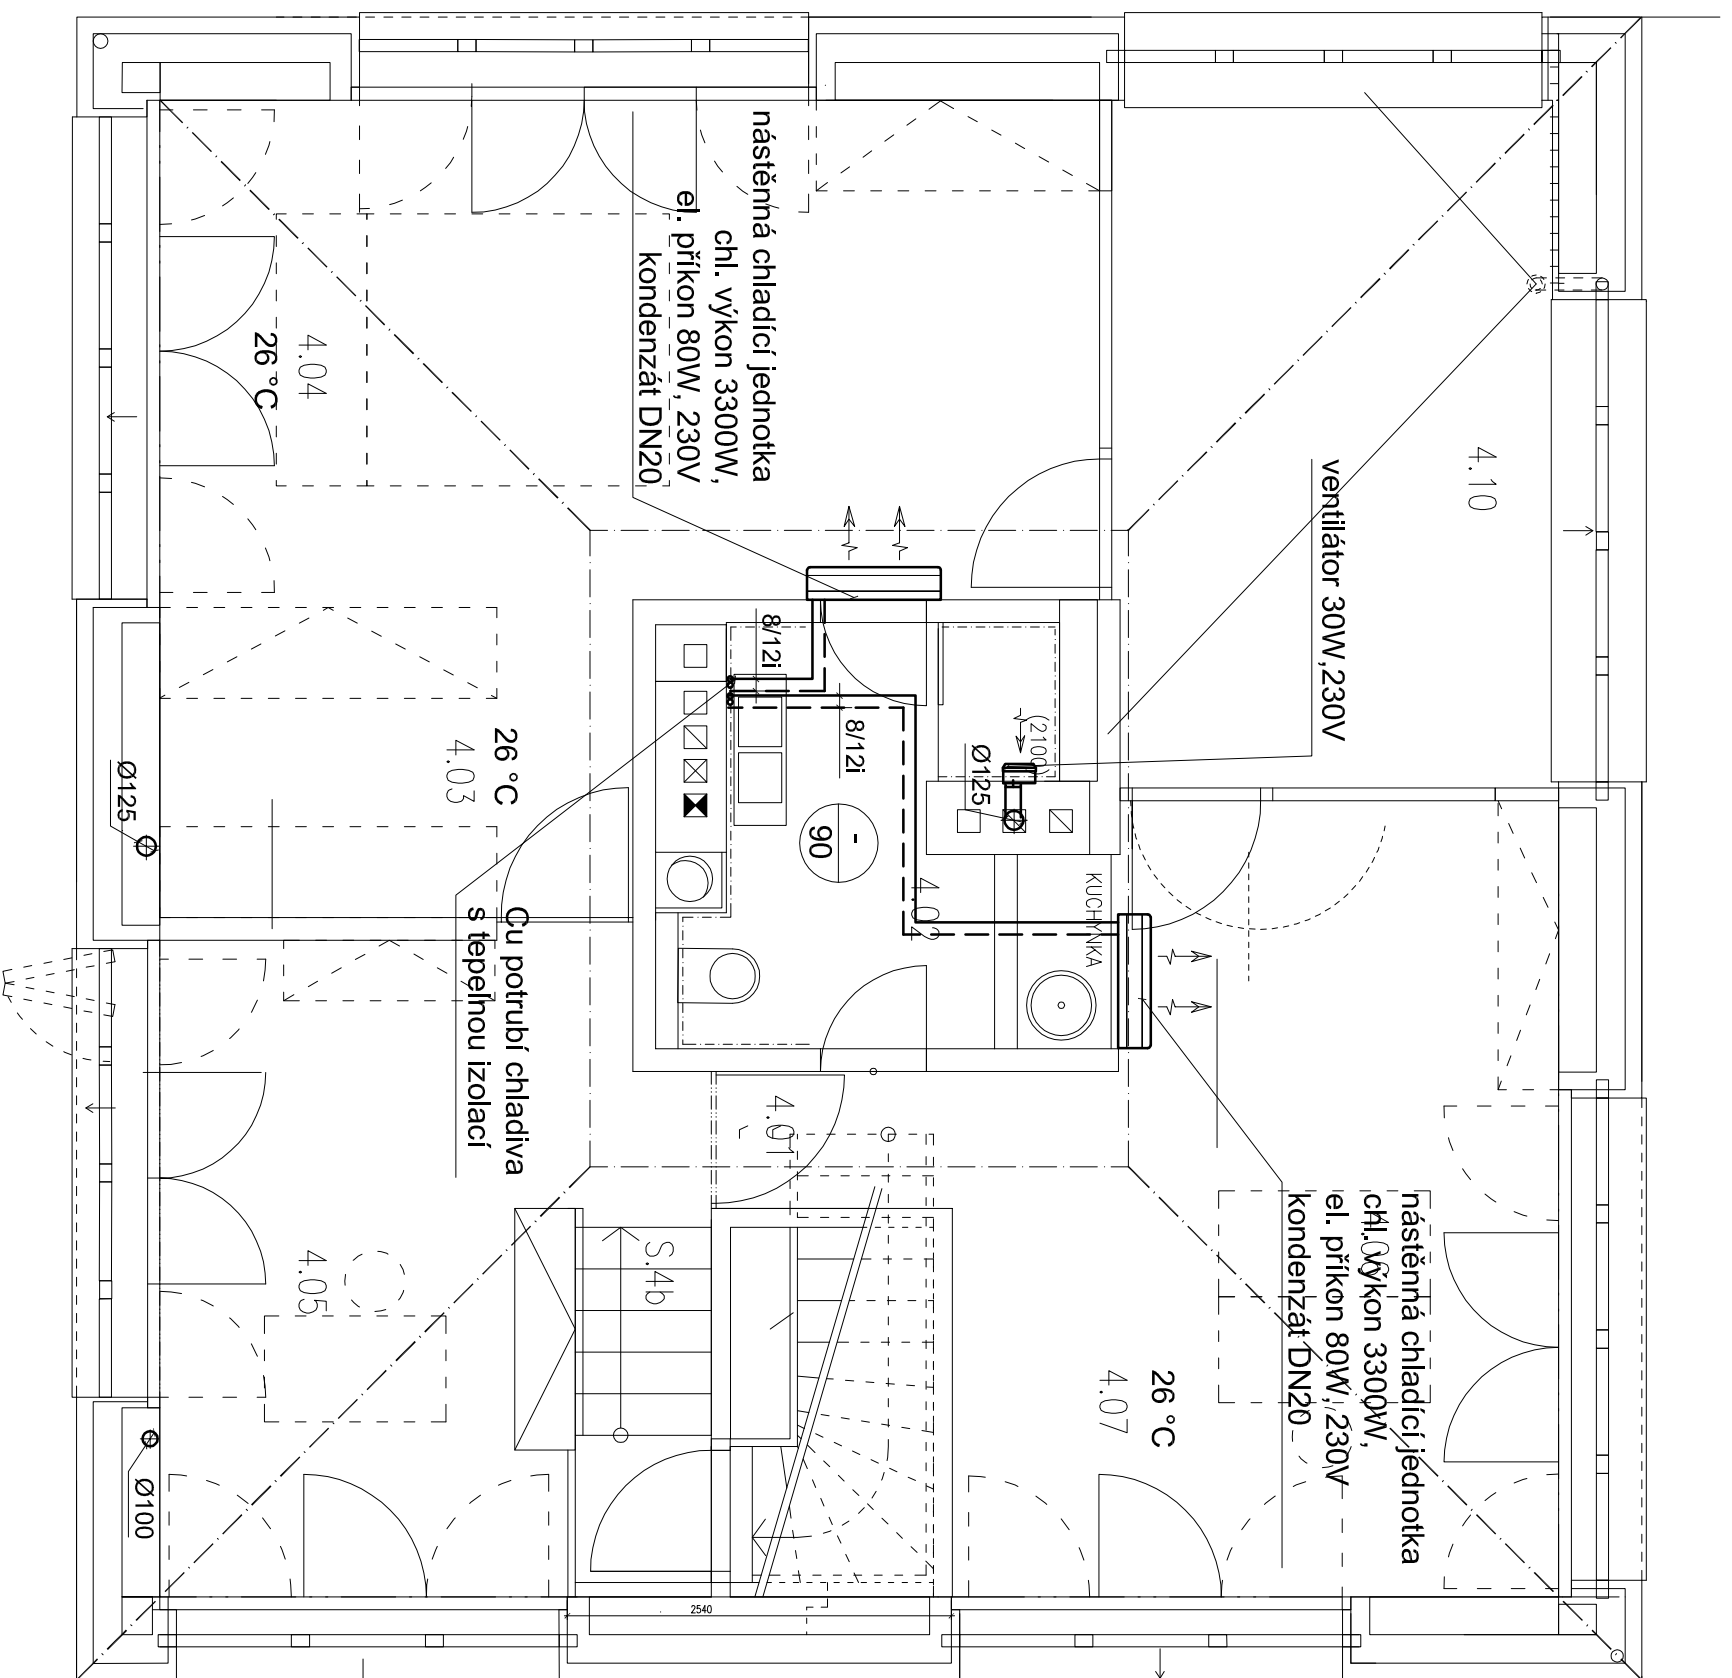 nástěnná chladící jednotka
chl. výkon 3300W,
el. příkon 80W, 230V
kondenzát DN20
4.04
26 °C
4.10
ventilátor 30W,230V
8/12i
8/12i
(2100)
Ø125
-
90
4.02
KUCHYŇKA
26 °C
4.03
Ø125
Cu potrubí chladiva
s tepelnou izolací
4.01
4.05
S.4b
Ø100
nástěnná chladící jednotka
chl. výkon 3300W,
el. příkon 80W, 230V
kondenzát DN20
26 °C
4.07
2540